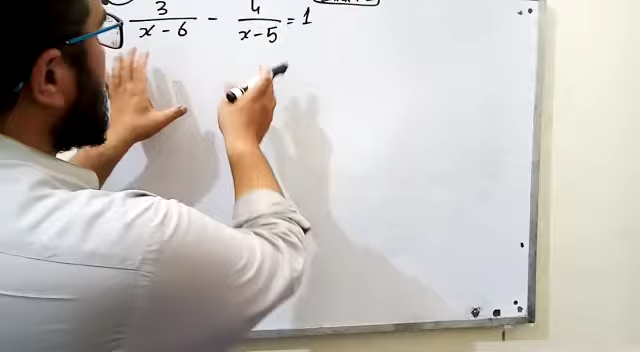 3/(x-6) - 4/(x-5) = 1